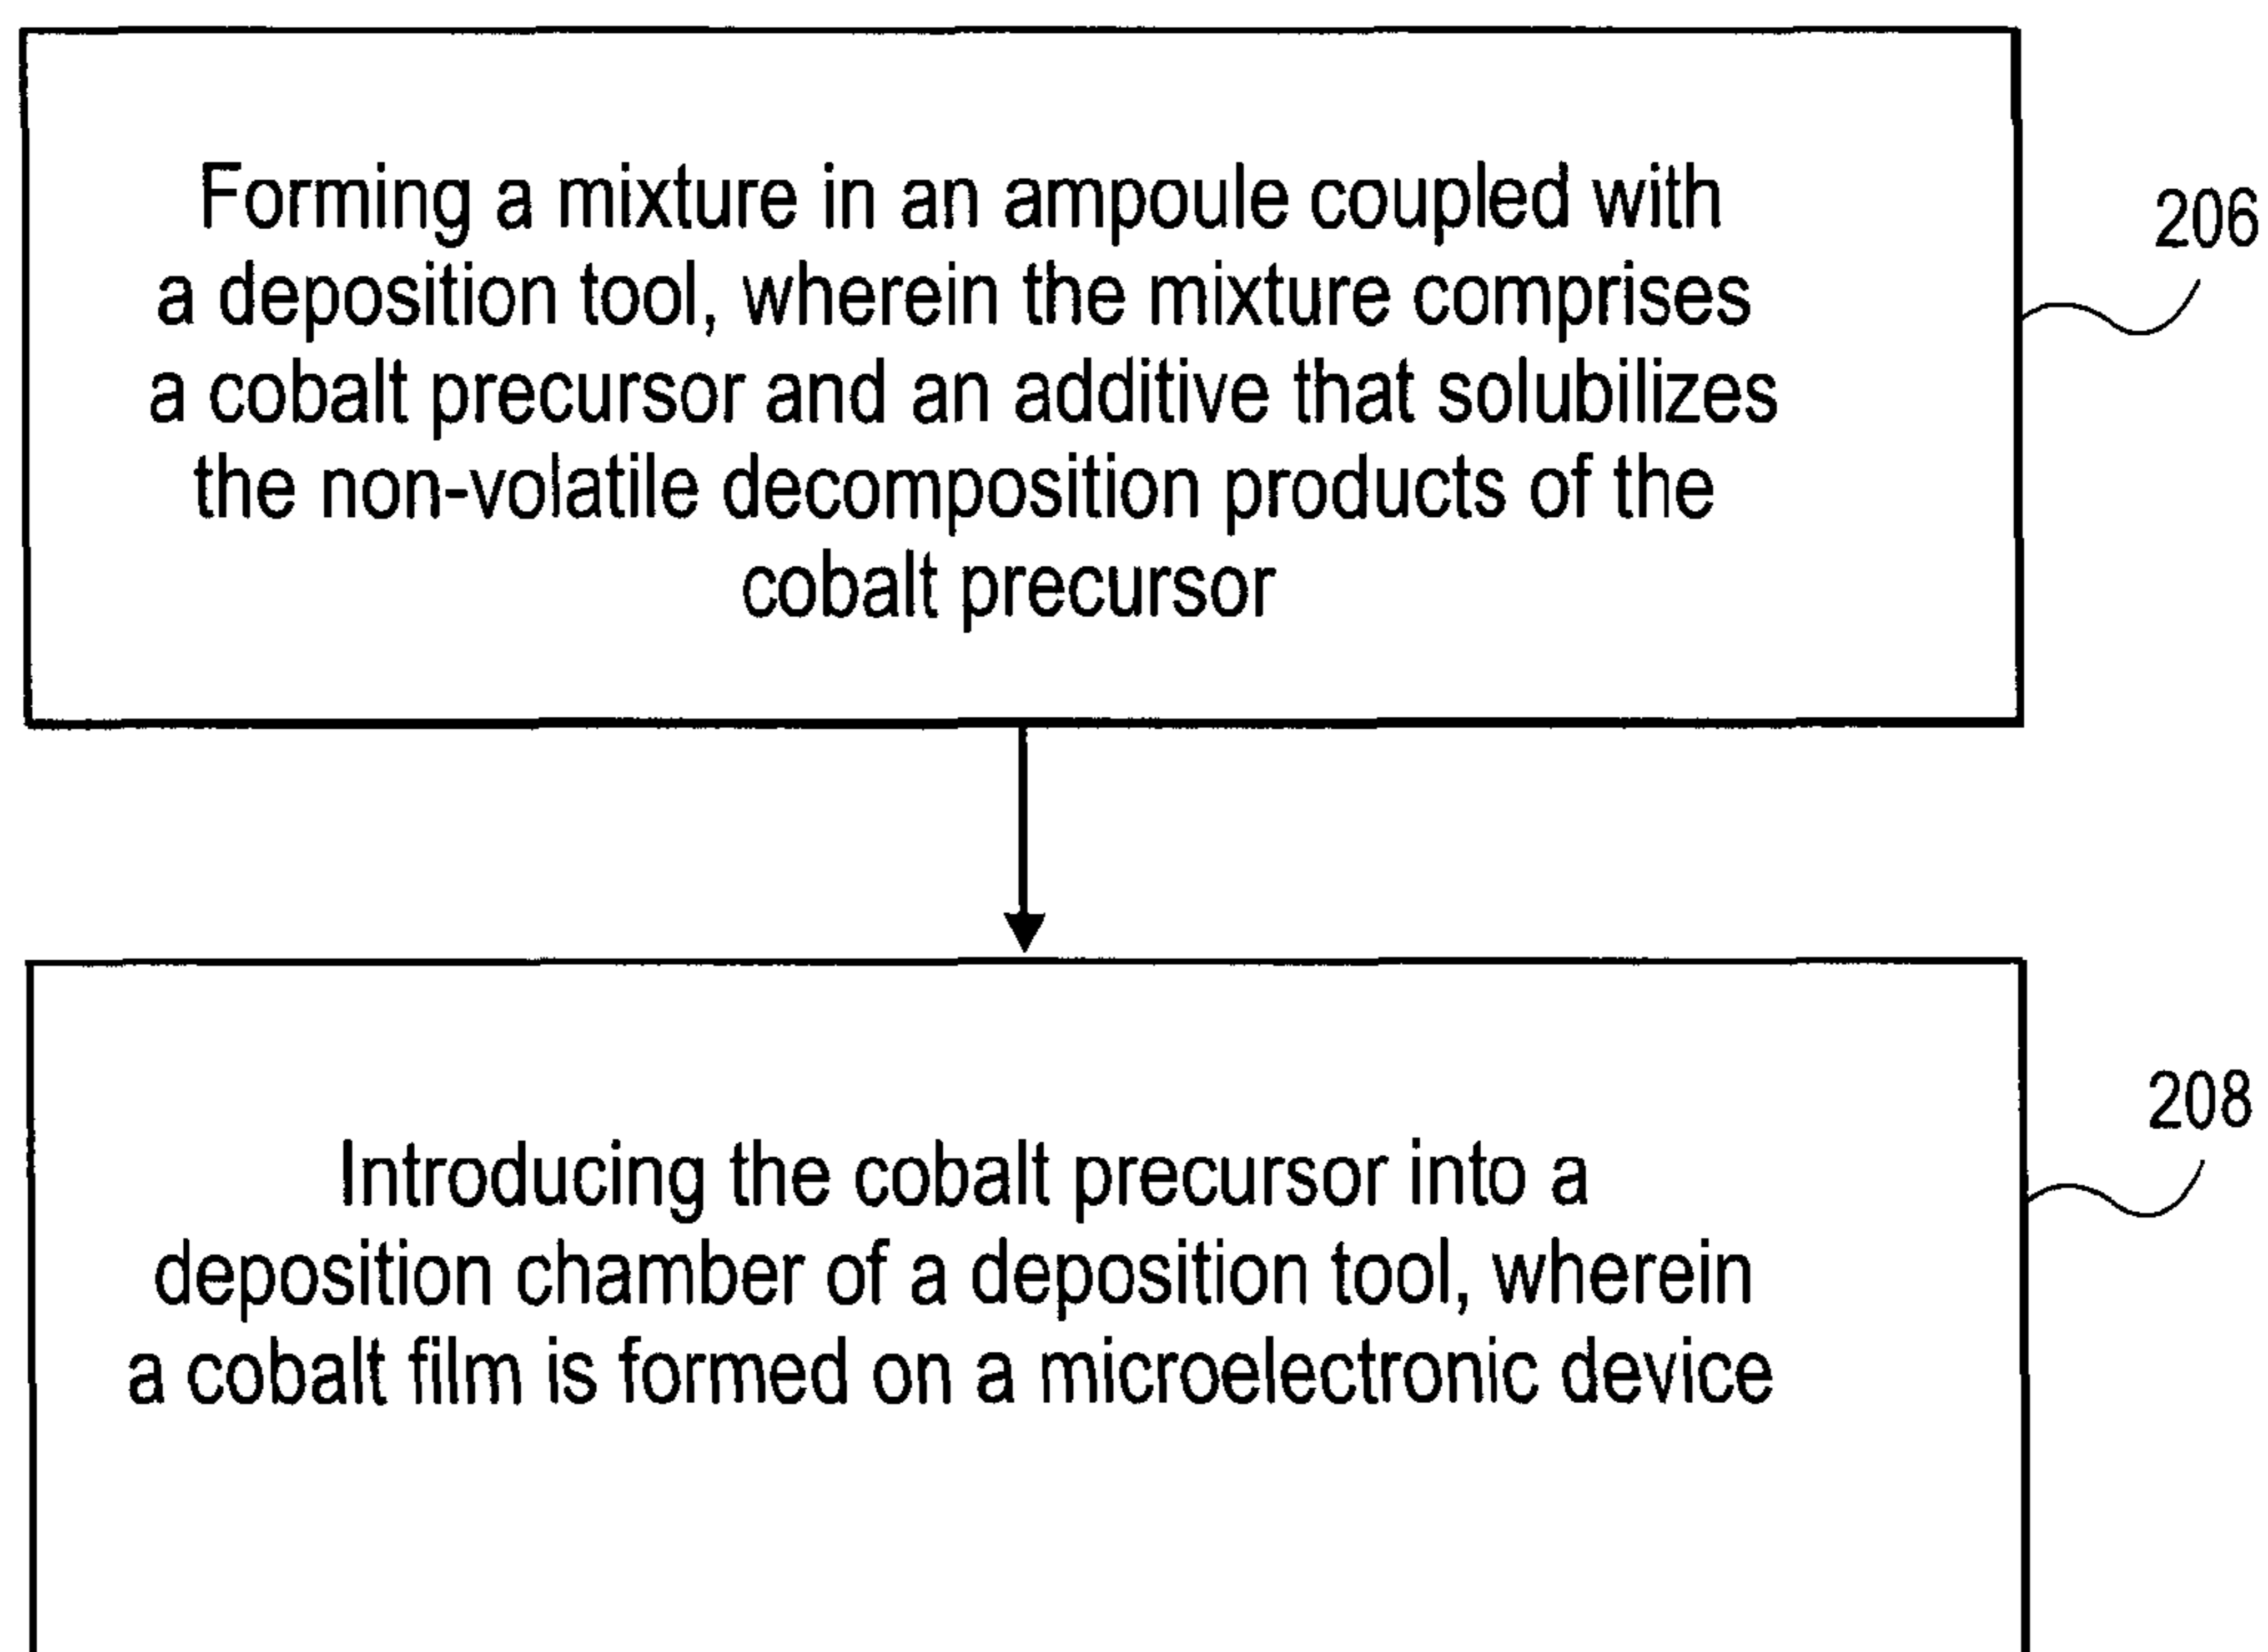 Forming a mixture in an ampoule coupled with
a deposition tool, wherein the mixture comprises
a cobalt precursor and an additive that solubilizes
the non-volatile decomposition products of the
cobalt precursor
206
Introducing the cobalt precursor into a
deposition chamber of a deposition tool, wherein
a cobalt film is formed on a microelectronic device
208